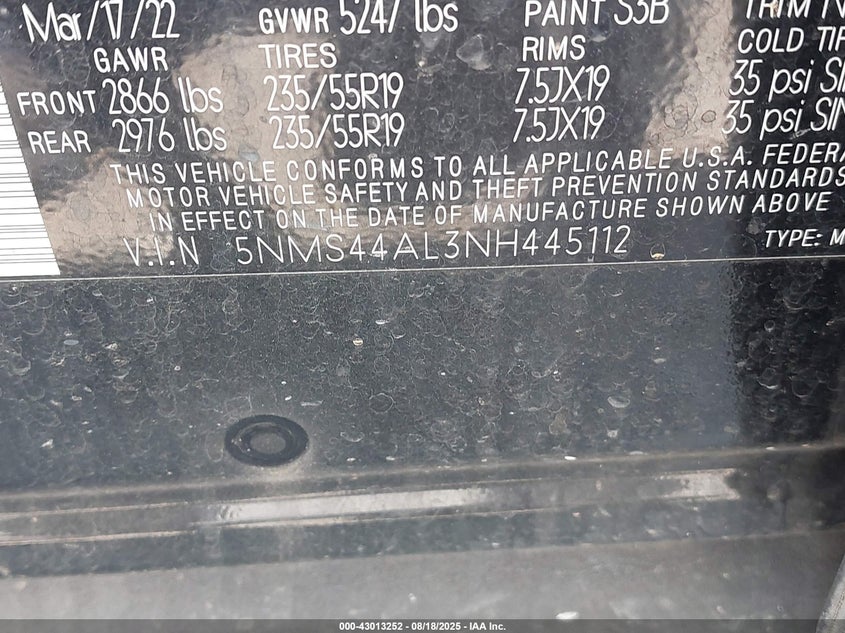 Mar/17/22 GVWR 5247 lbs PAINT S3B TRIM
GAWR TIRES RIMS COLD
FRONT 2866 lbs 235/55R19 7.5JX19 35 psi
REAR 2976 lbs 235/55R19 7.5JX19 35 psi
THIS VEHICLE CONFORMS TO ALL APPLICABLE U.S.A. FEDERA
MOTOR VEHICLE SAFETY AND THEFT PREVENTION STANDARDS
IN EFFECT ON THE DATE OF MANUFACTURE SHOWN ABOVE
V.I.N 5NMS44AL3NH445112 TYPE: M
000-43013252 - 08/18/2025 - IAA Inc.